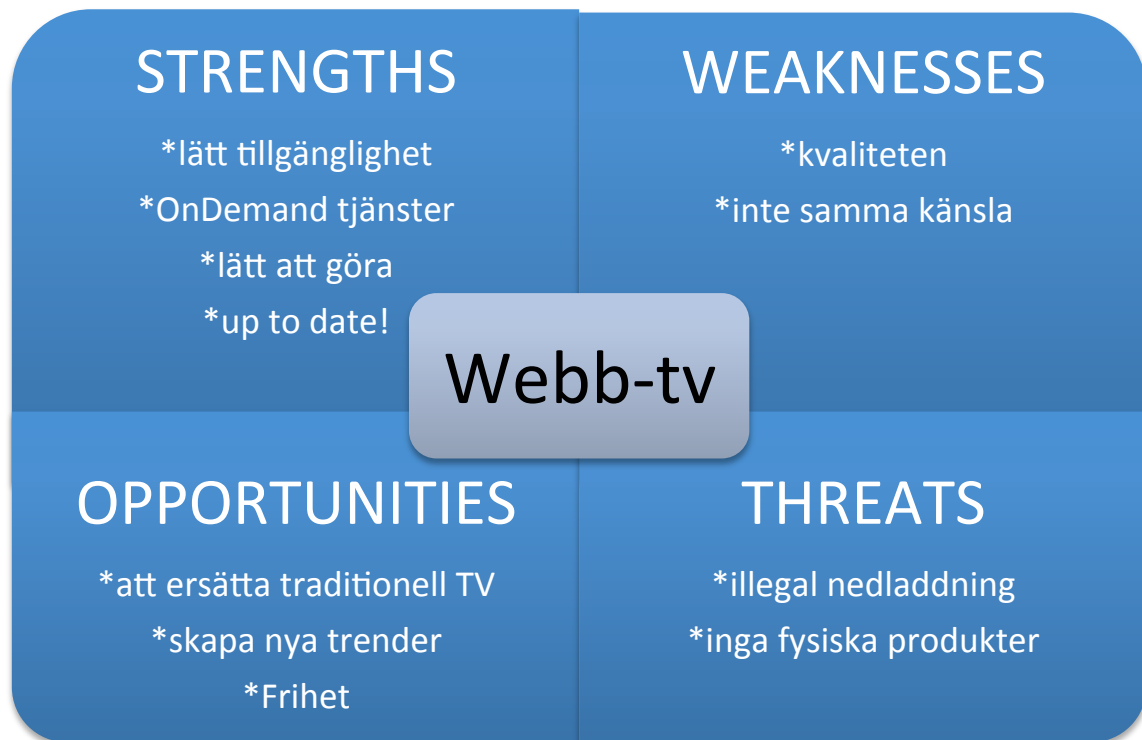 STRENGTHS
*lätt tillgänglighet
*OnDemand tjänster
*lätt att göra
*up to date!
WEAKNESSES
*kvaliteten
*inte samma känsla
Webb-tv
OPPORTUNITIES
*att ersätta traditionell TV
*skapa nya trender
*Frihet
THREATS
*illegal nedladdning
*inga fysiska produkter